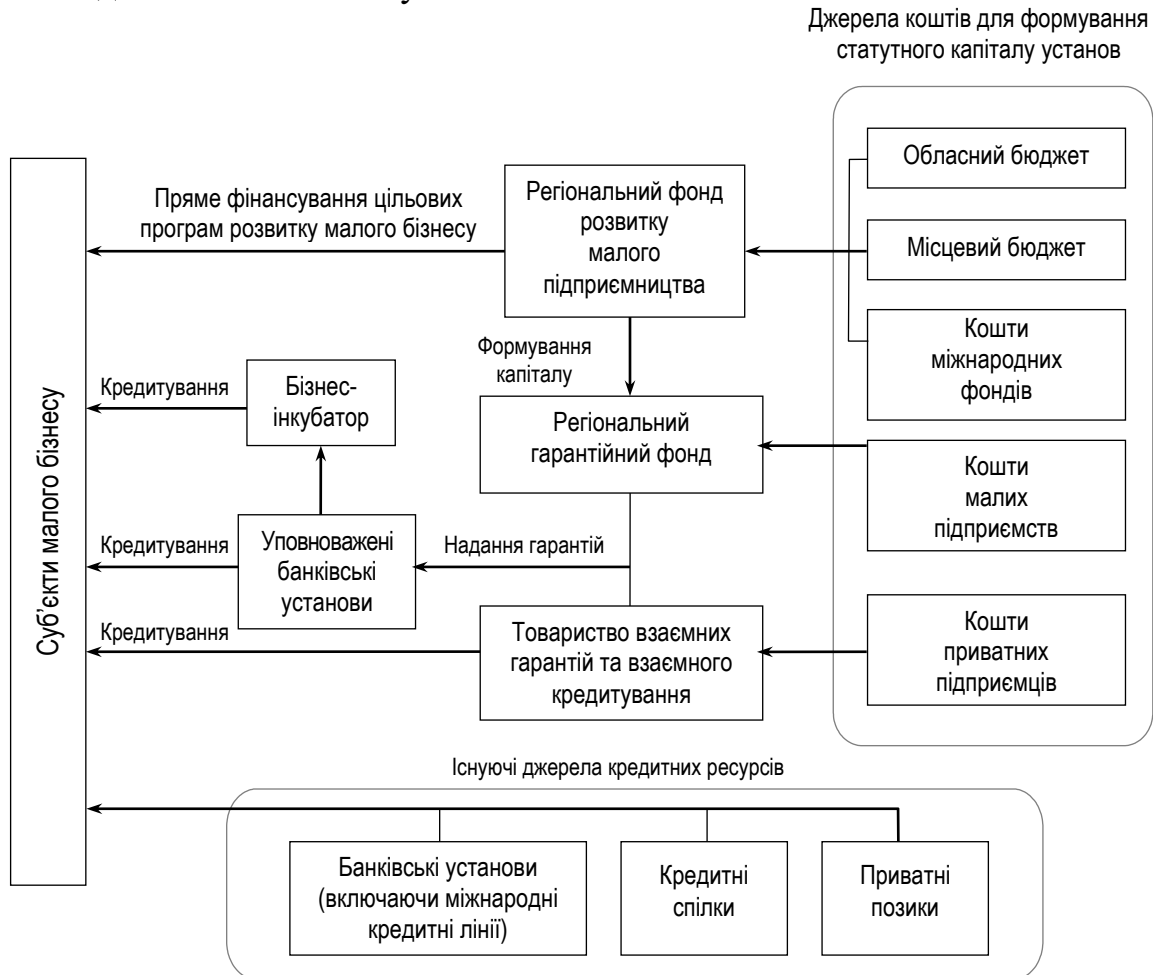 Джерела коштів для формування
статутного капіталу установ
Обласний бюджет
Місцевий бюджет
Кошти
міжнародних
фондів
Кошти
малих
підприємств
Кошти
приватних
підприємців
Пряме фінансування цільових
програм розвитку малого бізнесу
Регіональний фонд
розвитку
малого
підприємництва
Формування
капіталу
Кредитування
Бізнес-
інкубатор
Регіональний
гарантійний фонд
Суб’єкти малого бізнесу
Кредитування
Уповноважені
банківські
установи
Надання гарантій
Кредитування
Товариство взаємних
гарантій та взаємного
кредитування
Існуючі джерела кредитних ресурсів
Банківські установи
(включаючи міжнародні
кредитні лінії)
Кредитні
спілки
Приватні
позики